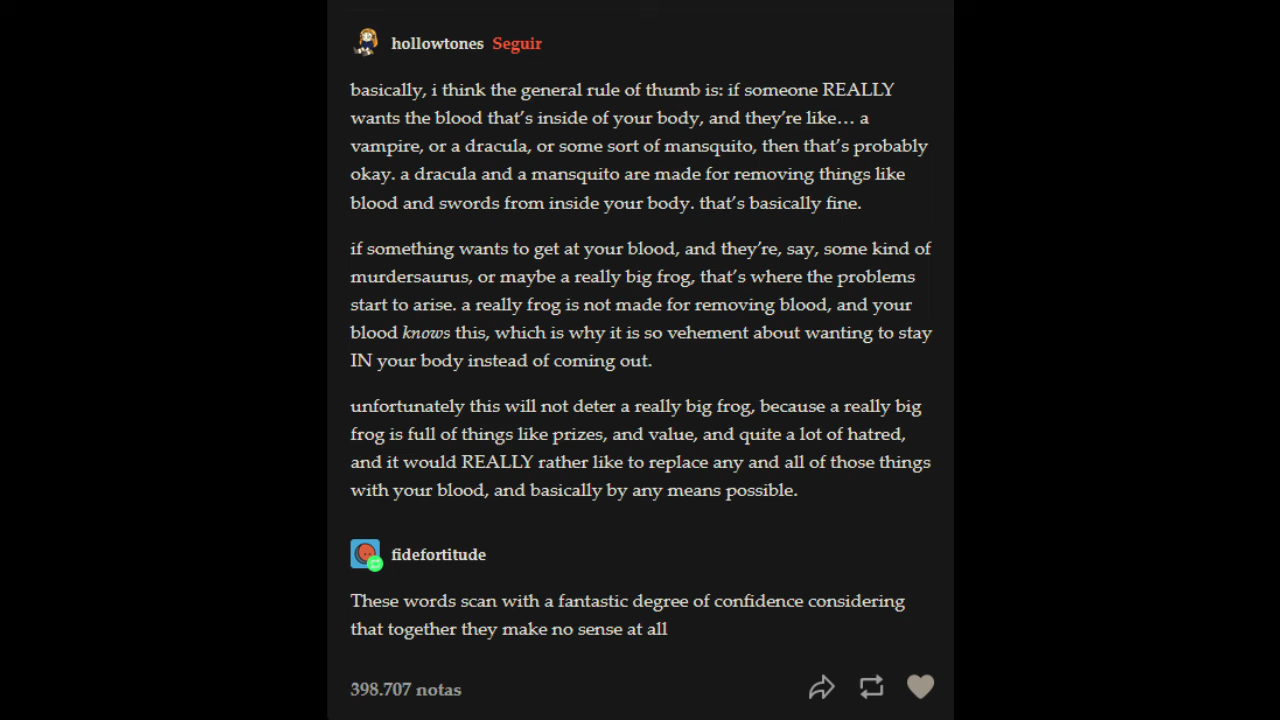 hollowtones Seguir
basically, i think the general rule of thumb is: if someone REALLY
wants the blood that’s inside of your body, and they’re like… a
vampire, or a dracula, or some sort of mansquito, then that’s probably
okay. a dracula and a mansquito are made for removing things like
blood and swords from inside your body. that’s basically fine.
if something wants to get at your blood, and they’re, say, some kind of
murdersaurus, or maybe a really big frog, that’s where the problems
start to arise. a really frog is not made for removing blood, and your
blood knows this, which is why it is so vehement about wanting to stay
IN your body instead of coming out.
unfortunately this will not deter a really big frog, because a really big
frog is full of things like prizes, and value, and quite a lot of hatred,
and it would REALLY rather like to replace any and all of those things
with your blood, and basically by any means possible.
fidefortitude
These words scan with a fantastic degree of confidence considering
that together they make no sense at all
398.707 notas